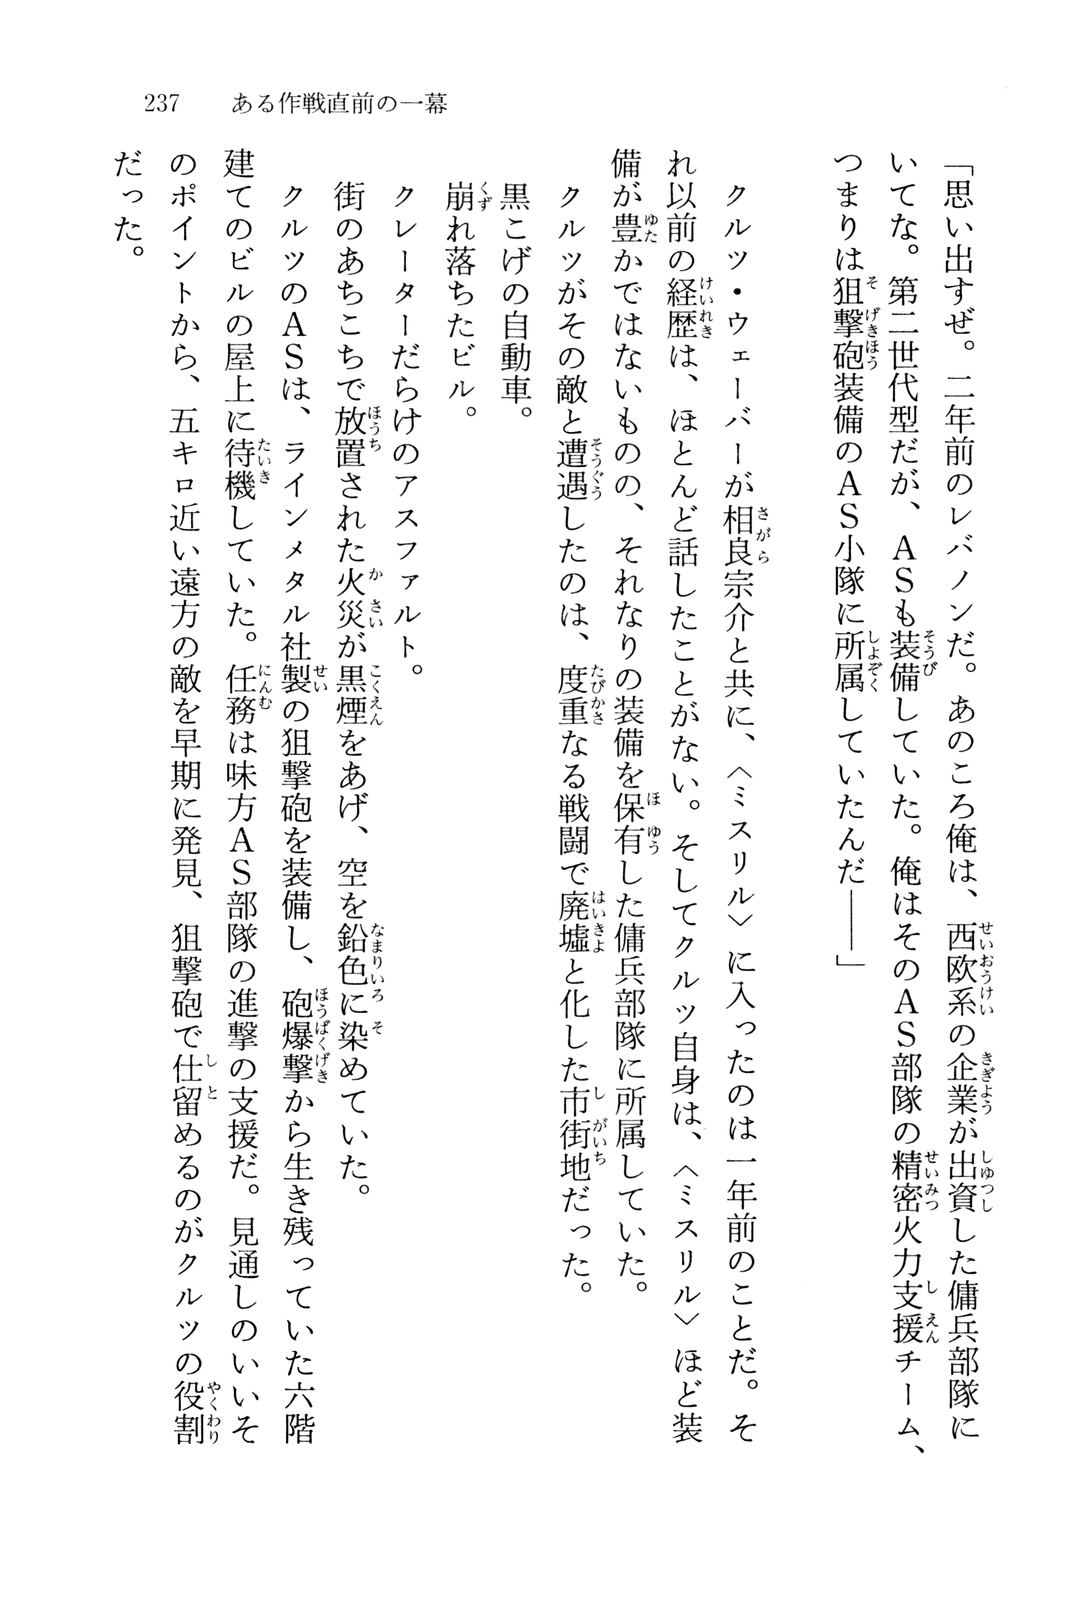 237　ある作戦直前の一幕
「思い出すぜ。二年前のレバノンだ。あのころ俺は、西欧系の企業が出資した傭兵部隊に
いてな。第二世代型だが、ＡＳも装備していた。俺はそのＡＳ部隊の精密火力支援チーム、
つまりは狙撃砲装備のＡＳ小隊に所属していたんだ――」
クルツ・ウェーバーが相良宗介と共に、〈ミスリル〉に入ったのは一年前のことだ。そ
れ以前の経歴は、ほとんど話したことがない。そしてクルツ自身は、〈ミスリル〉ほど装
備が豊かではないものの、それなりの装備を保有した傭兵部隊に所属していた。
クルツがその敵と遭遇したのは、度重なる戦闘で廃墟と化した市街地だった。
黒こげの自動車。
崩れ落ちたビル。
クレーターだらけのアスファルト。
街のあちこちで放置された火災が黒煙をあげ、空を鉛色に染めていた。
クルツのＡＳは、ラインメタル社製の狙撃砲を装備し、砲爆撃から生き残っていた六階
建てのビルの屋上に待機していた。任務は味方ＡＳ部隊の進撃の支援だ。見通しのいいそ
のポイントから、五キロ近い遠方の敵を早期に発見、狙撃砲で仕留めるのがクルツの役割
だった。